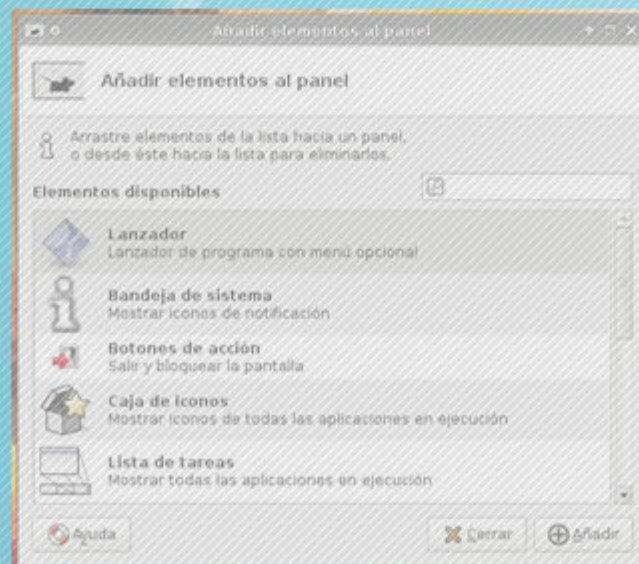 Añadir elementos al panel
Añadir elementos al panel
Arrastre elementos de la lista hacia un panel,
o desde éste hacia la lista para eliminarlos.
Elementos disponibles
Lanzador
Lanzador de programa con menú opcional
Bandeja de sistema
Mostrar iconos de notificación
Botones de acción
Salir y bloquear la pantalla
Caja de iconos
Mostrar iconos de todas las aplicaciones en ejecución
Lista de tareas
Mostrar todas las aplicaciones en ejecución
Ayuda
Cerrar
Añadir